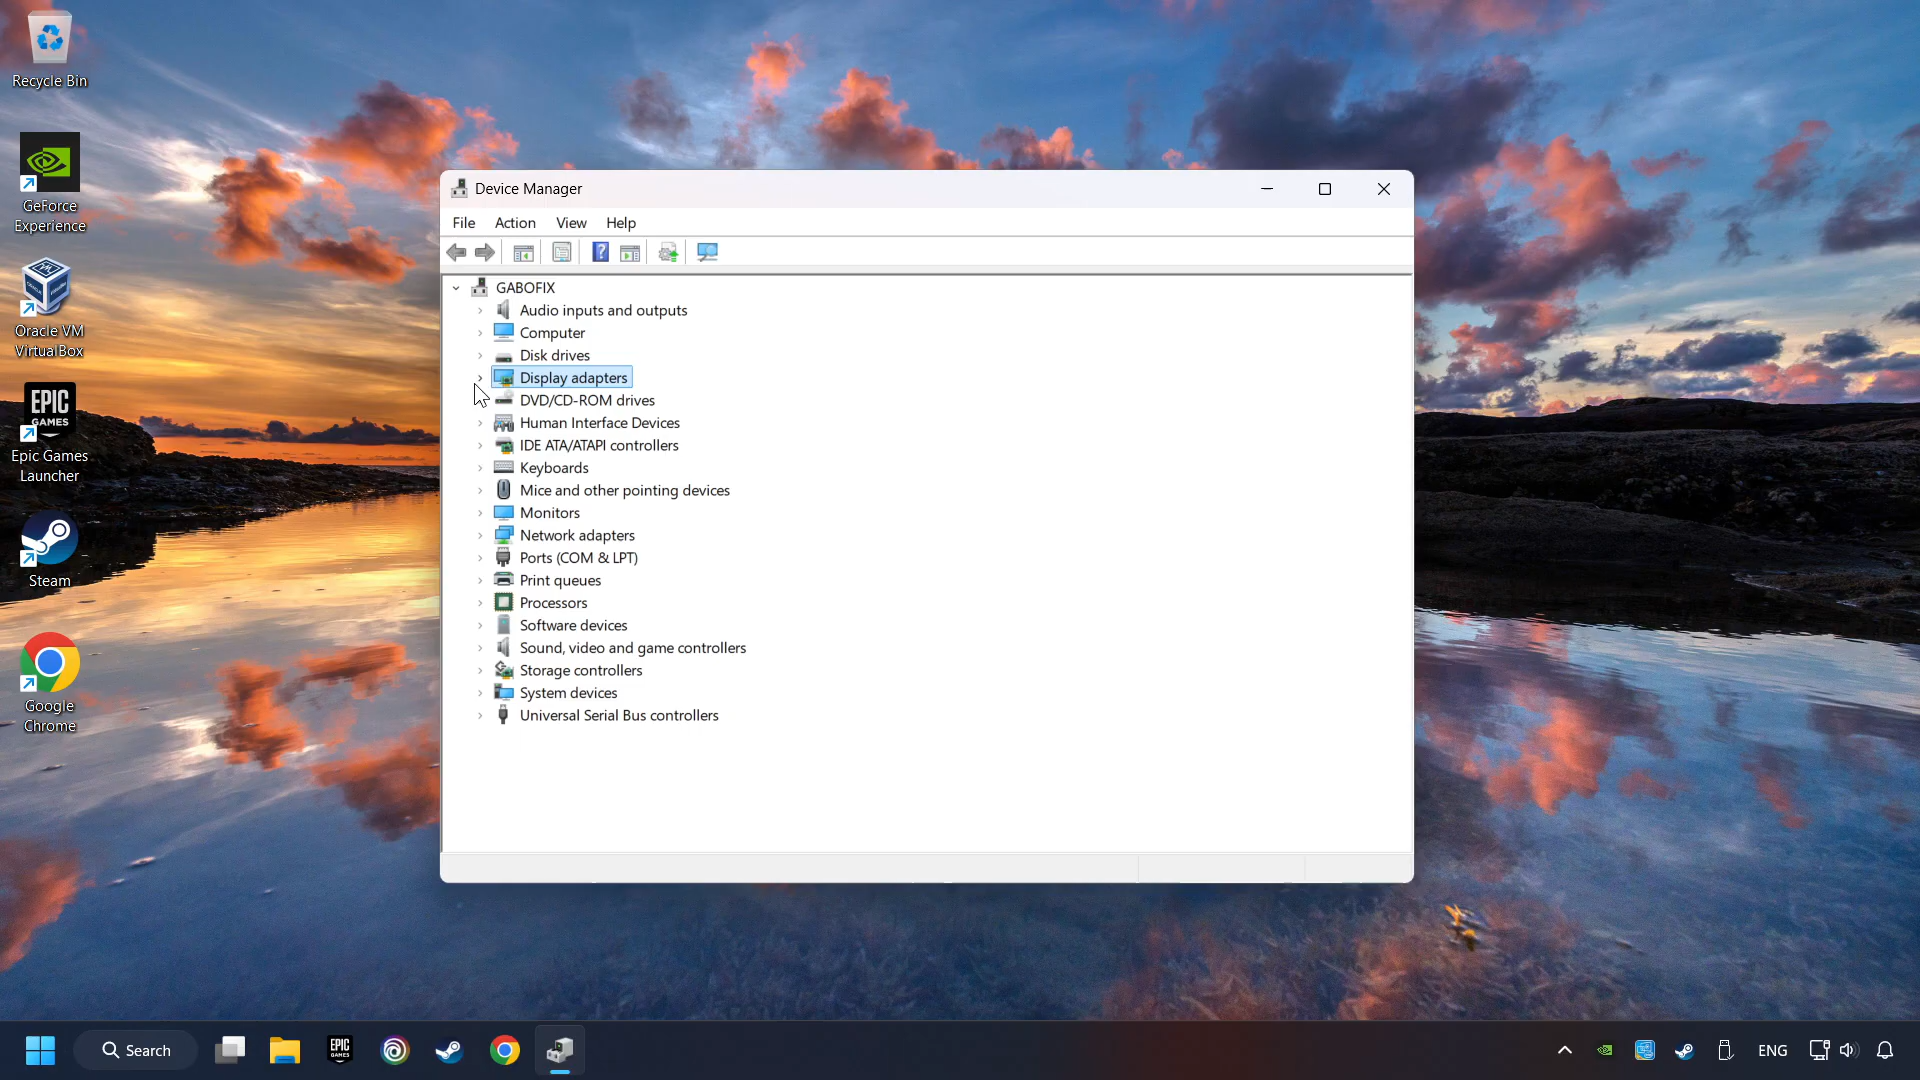 Recycle Bin
GeForce
Experience
Oracle VM
VirtualBox
EPIC
GAMES
Epic Games
Launcher
Steam
Google
Chrome
Device Manager
File Action View Help
GABOFIX
Audio inputs and outputs
Computer
Disk drives
Display adapters
DVD/CD-ROM drives
Human Interface Devices
IDE ATA/ATAPI controllers
Keyboards
Mice and other pointing devices
Monitors
Network adapters
Ports (COM & LPT)
Print queues
Processors
Software devices
Sound, video and game controllers
Storage controllers
System devices
Universal Serial Bus controllers
Search
EPIC
GAMES
ENG